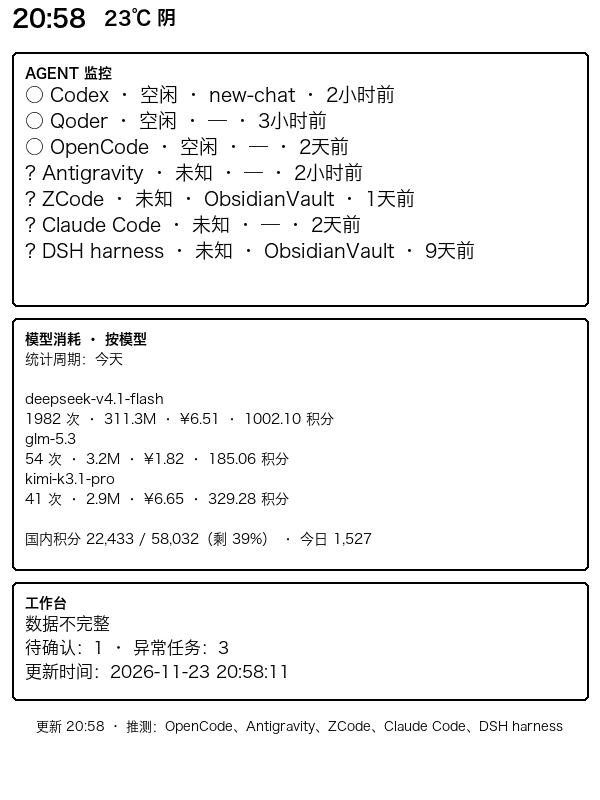 20:58 23℃ 阴
AGENT 监控
○ Codex · 空闲 · new-chat · 2小时前
○ Qoder · 空闲 · — · 3小时前
○ OpenCode · 空闲 · — · 2天前
? Antigravity · 未知 · — · 2小时前
? ZCode · 未知 · ObsidianVault · 1天前
? Claude Code · 未知 · — · 2天前
? DSH harness · 未知 · ObsidianVault · 9天前
模型消耗 · 按模型
统计周期：今天
deepseek-v4.1-flash
1982 次 · 311.3M · ¥6.51 · 1002.10 积分
glm-5.3
54 次 · 3.2M · ¥1.82 · 185.06 积分
kimi-k3.1-pro
41 次 · 2.9M · ¥6.65 · 329.28 积分
国内积分 22,433 / 58,032（剩 39%） · 今日 1,527
工作台
数据不完整
待确认：1 · 异常任务：3
更新时间：2026-11-23 20:58:11
更新 20:58 · 推测：OpenCode、Antigravity、ZCode、Claude Code、DSH harness